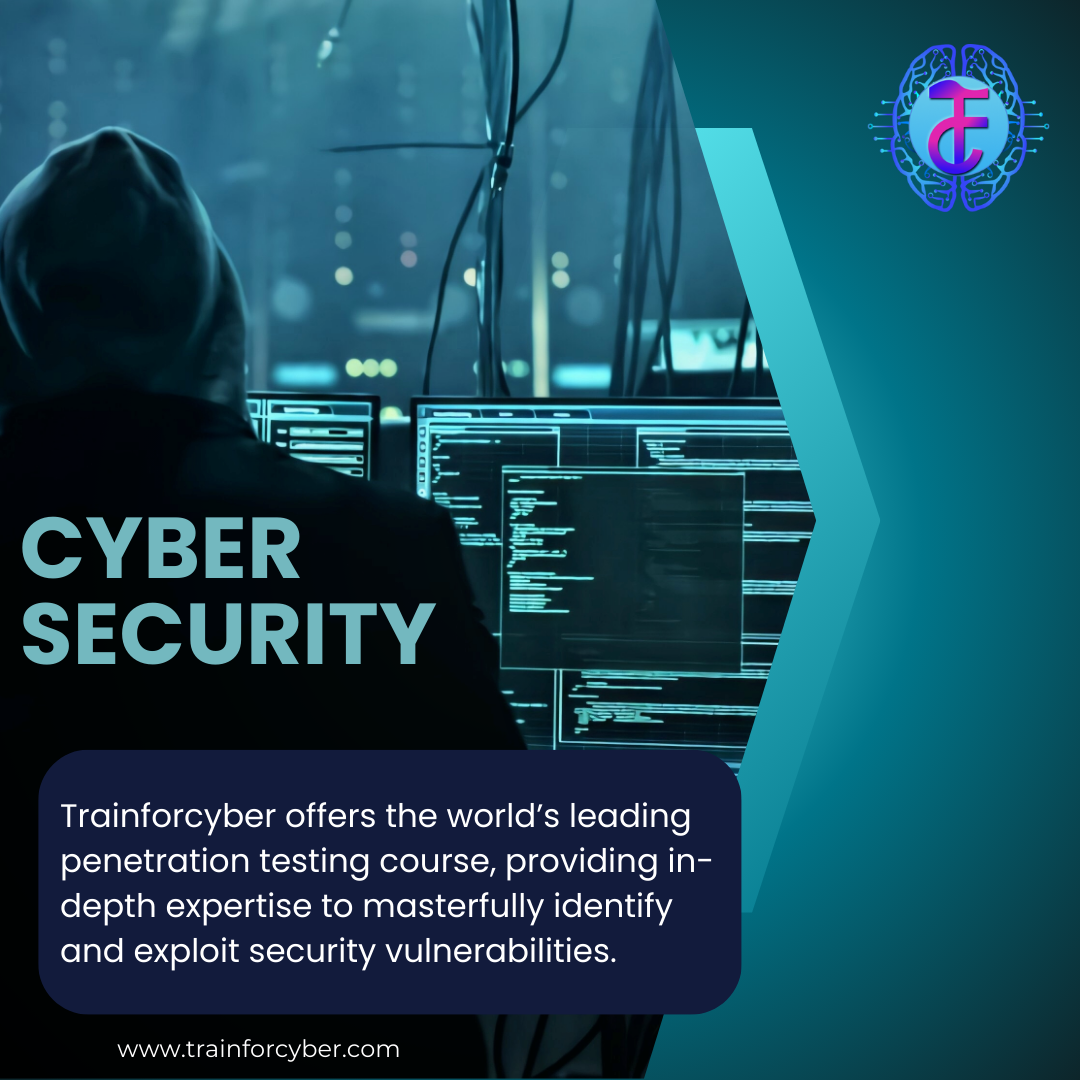 CYBER
SECURITY
Trainforcyber offers the world’s leading
penetration testing course, providing in-
depth expertise to masterfully identify
and exploit security vulnerabilities.
www.trainforcyber.com